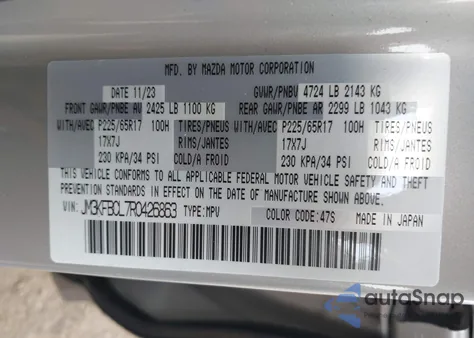 MFD. BY MAZDA MOTOR CORPORATION
DATE 11/23 GVWR/PNBV 4724 LB 2143 KG
FRONT GAWR/PNBE AV 2425 LB 1100 KG REAR GAWR/PNBE AR 2299 LB 1043 KG
WITH/AVEC P225/65R17 100H TIRES/PNEUS WITH/AVEC P225/65R17 100H TIRES/PNEUS
17X7J RIMS/JANTES 17X7J RIMS/JANTES
230 KPA/34 PSI COLD/A FROID 230 KPA/34 PSI COLD/A FROID
THIS VEHICLE CONFORMS TO ALL APPLICABLE FEDERAL MOTOR VEHICLE SAFETY AND THEFT
PREVENTION STANDARDS IN EFFECT ON THE DATE OF MANUFACTURE SHOWN ABOVE.
VIN: JM3KFBCL7R0426863 TYPE:MPV COLOR CODE:47S MADE IN JAPAN
autoSnap